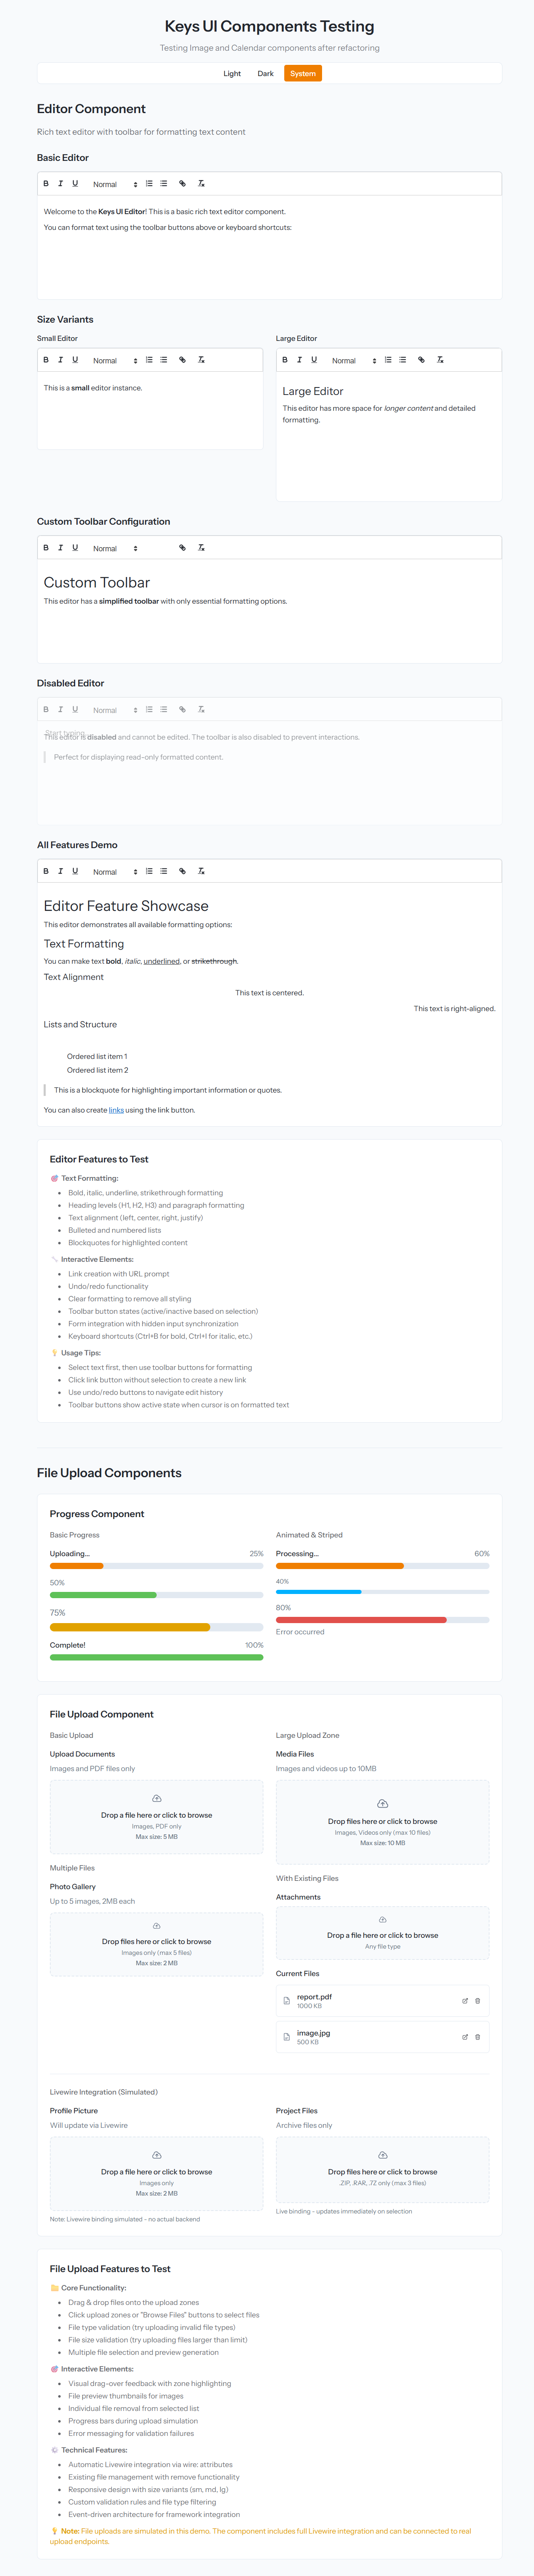 Keys UI Components Testing
Testing Image and Calendar components after refactoring
Light Dark System
Editor Component
Rich text editor with toolbar for formatting text content
Basic Editor
B I U Normal
Welcome to the Keys UI Editor! This is a basic rich text editor component.
You can format text using the toolbar buttons above or keyboard shortcuts:
Size Variants
Small Editor
B I U Normal
This is a small editor instance.
Large Editor
B I U Normal
Large Editor
This editor has more space for longer content and detailed
formatting.
Custom Toolbar Configuration
B I U Normal
Custom Toolbar
This editor has a simplified toolbar with only essential formatting options.
Disabled Editor
B I U Normal
Start typing...
This editor is disabled and cannot be edited. The toolbar is also disabled to prevent interactions.
Perfect for displaying read-only formatted content.
All Features Demo
B I U Normal
Editor Feature Showcase
This editor demonstrates all available formatting options:
Text Formatting
You can make text bold, italic, underlined, or strikethrough.
Text Alignment
This text is centered.
This text is right-aligned.
Lists and Structure
Ordered list item 1
Ordered list item 2
This is a blockquote for highlighting important information or quotes.
You can also create links using the link button.
Editor Features to Test
🎯 Text Formatting:
• Bold, italic, underline, strikethrough formatting
• Heading levels (H1, H2, H3) and paragraph formatting
• Text alignment (left, center, right, justify)
• Bulleted and numbered lists
• Blockquotes for highlighted content
Interactive Elements:
• Link creation with URL prompt
• Undo/redo functionality
• Clear formatting to remove all styling
• Toolbar button states (active/inactive based on selection)
• Form integration with hidden input synchronization
• Keyboard shortcuts (Ctrl+B for bold, Ctrl+I for italic, etc.)
💡 Usage Tips:
• Select text first, then use toolbar buttons for formatting
• Click link button without selection to create a new link
• Use undo/redo buttons to navigate edit history
• Toolbar buttons show active state when cursor is on formatted text
File Upload Components
Progress Component
Basic Progress
Uploading... 25%
50%
75%
Complete! 100%
Animated & Striped
Processing... 60%
40%
80%
Error occurred
File Upload Component
Basic Upload
Upload Documents
Images and PDF files only
Drop a file here or click to browse
Images, PDF only
Max size: 5 MB
Multiple Files
Photo Gallery
Up to 5 images, 2MB each
Drop files here or click to browse
Images only (max 5 files)
Max size: 2 MB
Large Upload Zone
Media Files
Images and videos up to 10MB
Drop files here or click to browse
Images, Videos only (max 10 files)
Max size: 10 MB
With Existing Files
Attachments
Drop a file here or click to browse
Any file type
Current Files
report.pdf
1000 KB
image.jpg
500 KB
Livewire Integration (Simulated)
Profile Picture
Will update via Livewire
Drop a file here or click to browse
Images only
Max size: 2 MB
Note: Livewire binding simulated - no actual backend
Project Files
Archive files only
Drop files here or click to browse
.ZIP, .RAR, .7Z only (max 3 files)
Live binding - updates immediately on selection
File Upload Features to Test
📁 Core Functionality:
• Drag & drop files onto the upload zones
• Click upload zones or "Browse Files" buttons to select files
• File type validation (try uploading invalid file types)
• File size validation (try uploading files larger than limit)
• Multiple file selection and preview generation
🎯 Interactive Elements:
• Visual drag-over feedback with zone highlighting
• File preview thumbnails for images
• Individual file removal from selected list
• Progress bars during upload simulation
• Error messaging for validation failures
Technical Features:
• Automatic Livewire integration via wire: attributes
• Existing file management with remove functionality
• Responsive design with size variants (sm, md, lg)
• Custom validation rules and file type filtering
• Event-driven architecture for framework integration
💡 Note: File uploads are simulated in this demo. The component includes full Livewire integration and can be connected to real
upload endpoints.